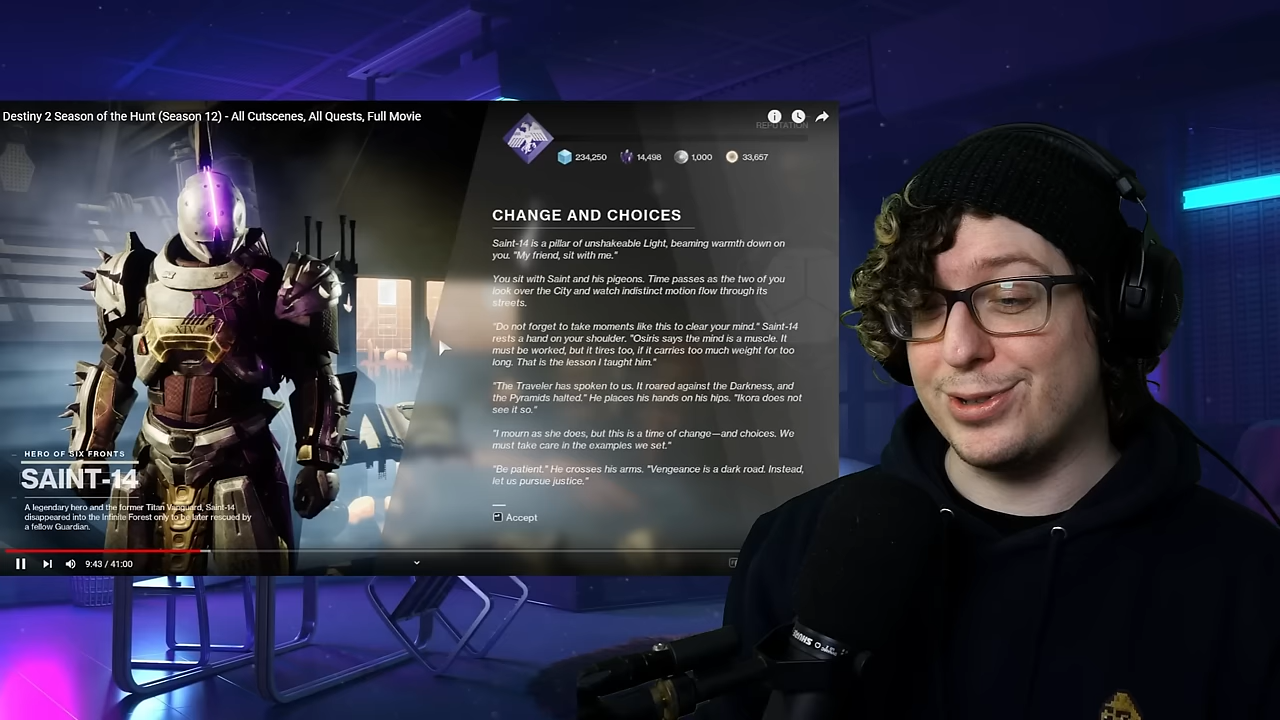 Destiny 2 Season of the Hunt (Season 12) - All Cutscenes, All Quests, Full Movie
REPUTATION
234,250 14,498 1,000 33,657
CHANGE AND CHOICES
Saint-14 is a pillar of unshakeable Light, beaming warmth down on
you. "My friend, sit with me."
You sit with Saint and his pigeons. Time passes as the two of you
look over the City and watch indistinct motion flow through its
streets.
"Do not forget to take moments like this to clear your mind." Saint-14
rests a hand on your shoulder. "Osiris says the mind is a muscle. It
must be worked, but it tires too, if it carries too much weight for too
long. That is the lesson I taught him."
"The Traveler has spoken to us. It roared against the Darkness, and
the Pyramids halted." He places his hands on his hips. "Ikora does not
see it so."
"I mourn as she does, but this is a time of change—and choices. We
must take care in the examples we set."
"Be patient." He crosses his arms. "Vengeance is a dark road. Instead,
let us pursue justice."
Accept
XIV
HERO OF SIX FRONTS
SAINT-14
A legendary hero and the former Titan Vanguard, Saint-14
disappeared into the Infinite Forest only to be later rescued by
a fellow Guardian.
9:43 / 41:00